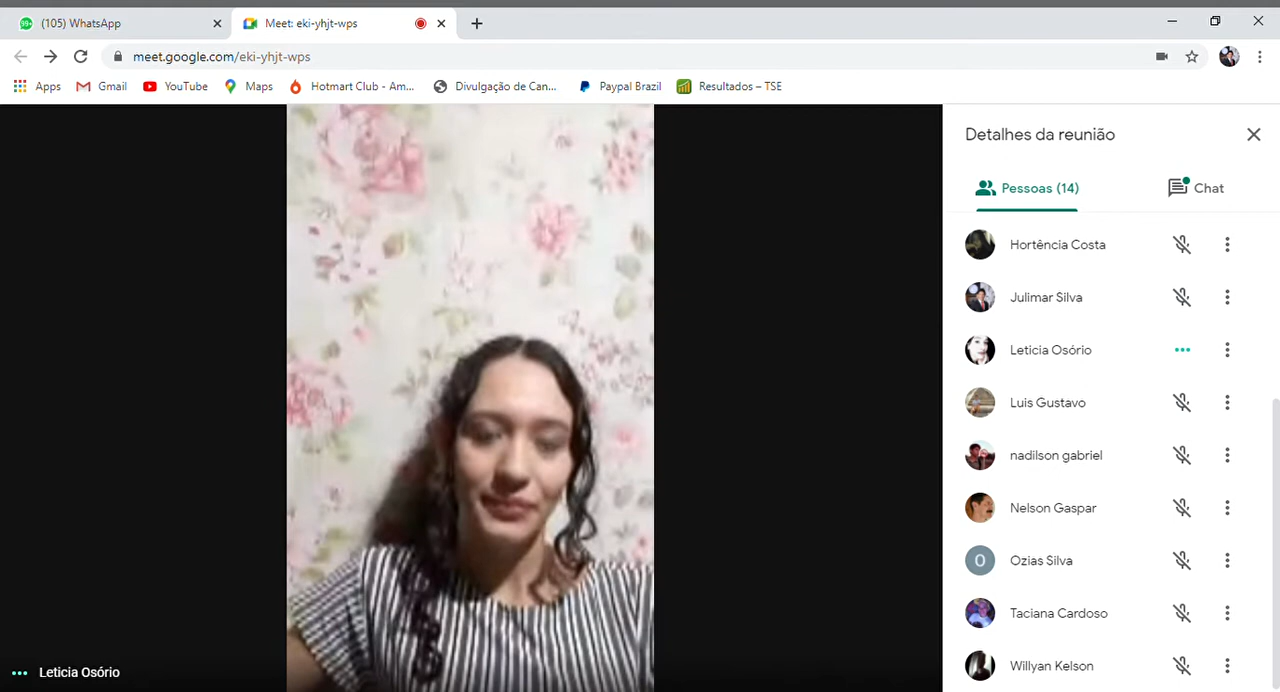 99+ (105) WhatsApp
Meet: eki-yhjt-wps
meet.google.com/eki-yhjt-wps
Apps Gmail YouTube Maps Hotmart Club - Am... Divulgação de Can... Paypal Brazil Resultados – TSE
Detalhes da reunião
Pessoas (14) Chat
Hortência Costa
Julimar Silva
Leticia Osório
Luis Gustavo
nadilson gabriel
Nelson Gaspar
O Ozias Silva
Taciana Cardoso
Willyan Kelson
Leticia Osório